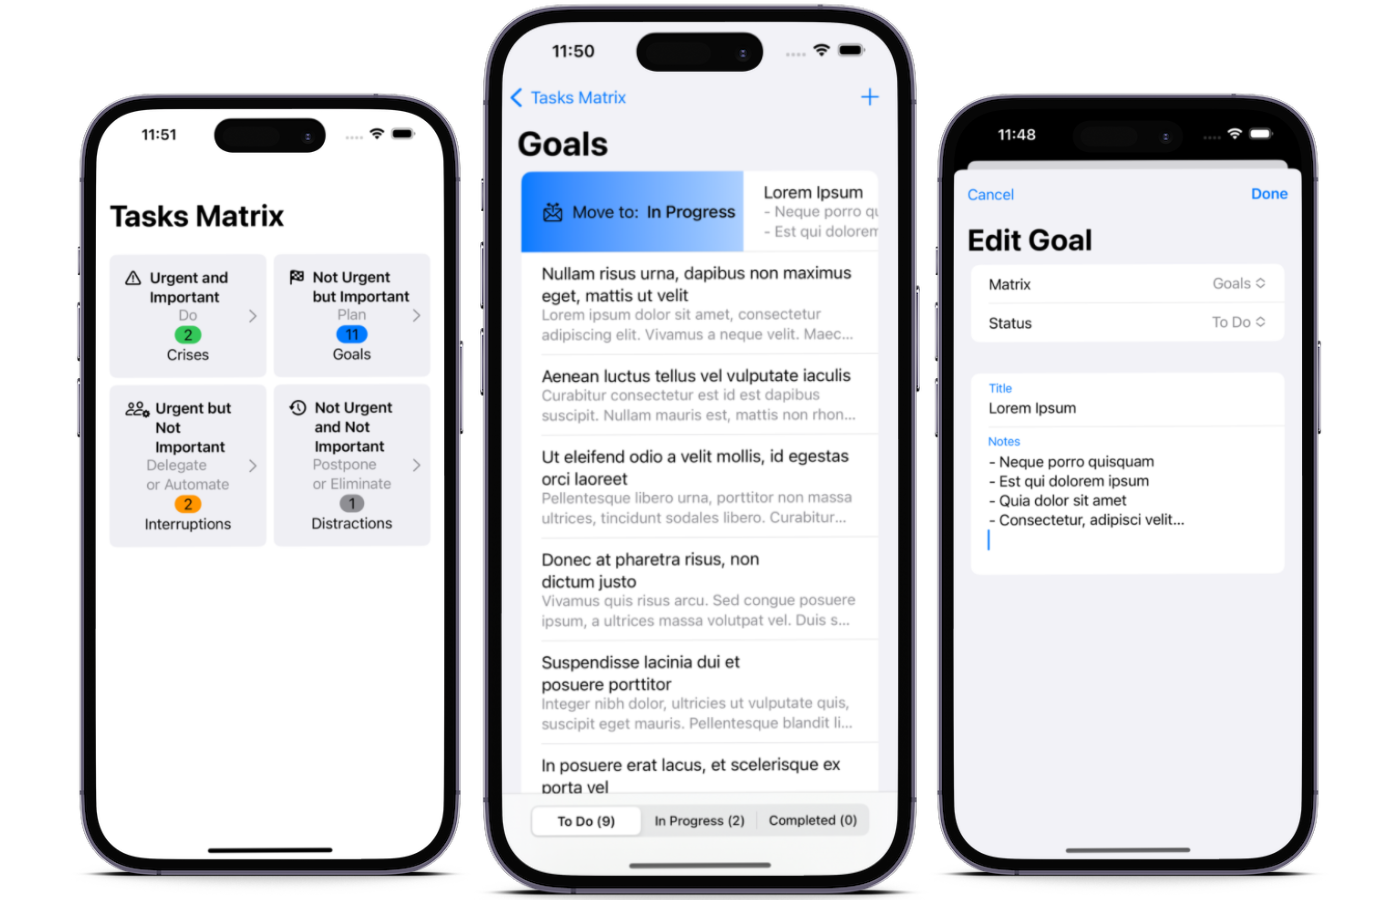 11:51
Tasks Matrix
Urgent and
Important
Do
2
Crises
Not Urgent
but Important
Plan
11
Goals
Urgent but
Not
Important
Delegate
or Automate
2
Interruptions
Not Urgent
and Not
Important
Postpone
or Eliminate
1
Distractions
11:50
Tasks Matrix
Goals
Move to: In Progress
Lorem Ipsum
- Neque porro qu
- Est qui dolorem
Nullam risus urna, dapibus non maximus
eget, mattis ut velit
Lorem ipsum dolor sit amet, consectetur
adipiscing elit. Vivamus a neque velit. Maec...
Aenean luctus tellus vel vulputate iaculis
Curabitur consectetur est id est dapibus
suscipit. Nullam mauris est, mattis non rhon...
Ut eleifend odio a velit mollis, id egestas
orci laoreet
Pellentesque libero urna, porttitor non massa
ultrices, tincidunt sodales libero. Curabitur...
Donec at pharetra risus, non
dictum justo
Vivamus quis risus arcu. Sed congue posuere
ipsum, a ultrices massa volutpat vel. Duis s...
Suspendisse lacinia dui et
posuere porttitor
Integer nibh dolor, ultricies ut vulputate quis,
suscipit eget mauris. Pellentesque blandit li...
In posuere erat lacus, et scelerisque ex
porta vel
To Do (9)
In Progress (2)
Completed (0)
11:48
Cancel
Done
Edit Goal
Matrix
Goals
Status
To Do
Title
Lorem Ipsum
Notes
- Neque porro quisquam
- Est qui dolorem ipsum
- Quia dolor sit amet
- Consectetur, adipisci velit...